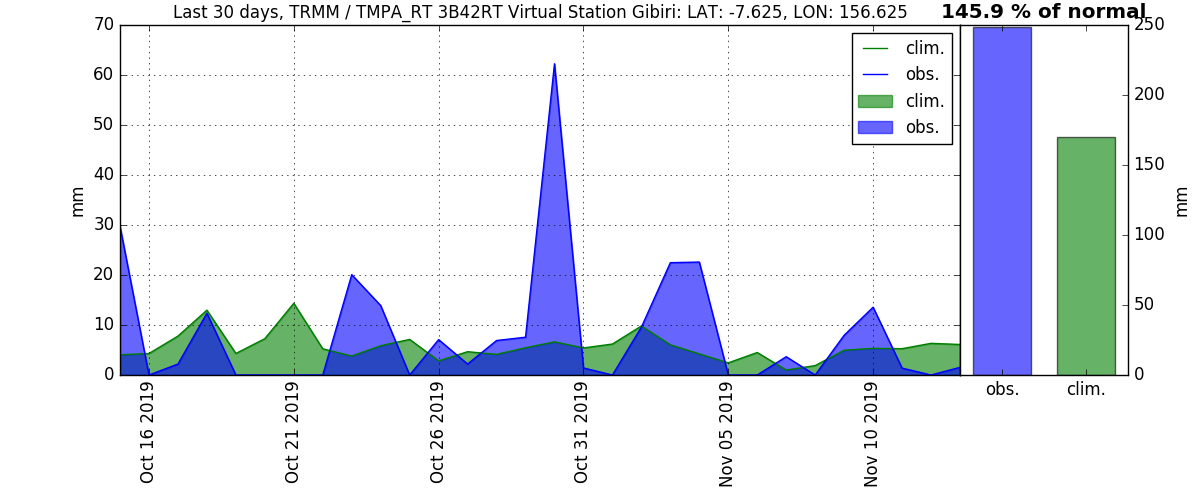 Last 30 days, TRMM / TMPA_RT 3B42RT Virtual Station Gibiri: LAT: -7.625, LON: 156.625
145.9 % of normal
70
60
50
40
30
20
10
0
mm
clim.
obs.
clim.
obs.
Oct 16 2019
Oct 21 2019
Oct 26 2019
Oct 31 2019
Nov 05 2019
Nov 10 2019
250
200
150
100
50
0
mm
obs.
clim.